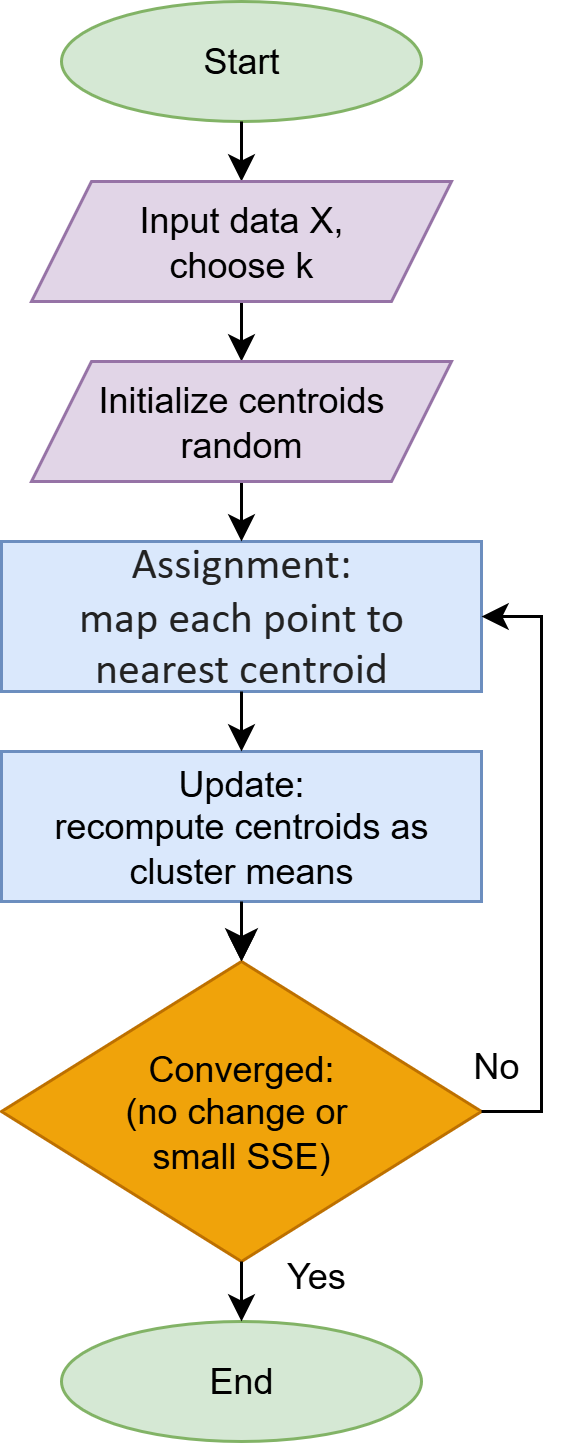 Start
Input data X,
choose k
Initialize centroids
random
Assignment:
map each point to
nearest centroid
Update:
recompute centroids as
cluster means
Converged:
(no change or
small SSE)
No
Yes
End